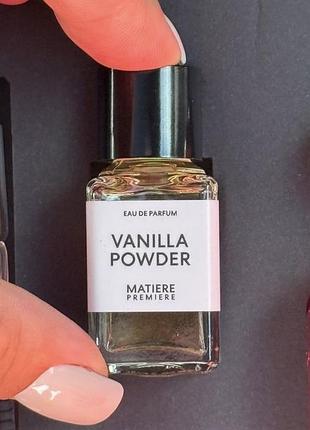 EAU DE PARFUM
VANILLA
POWDER
MATIERE
PREMIERE